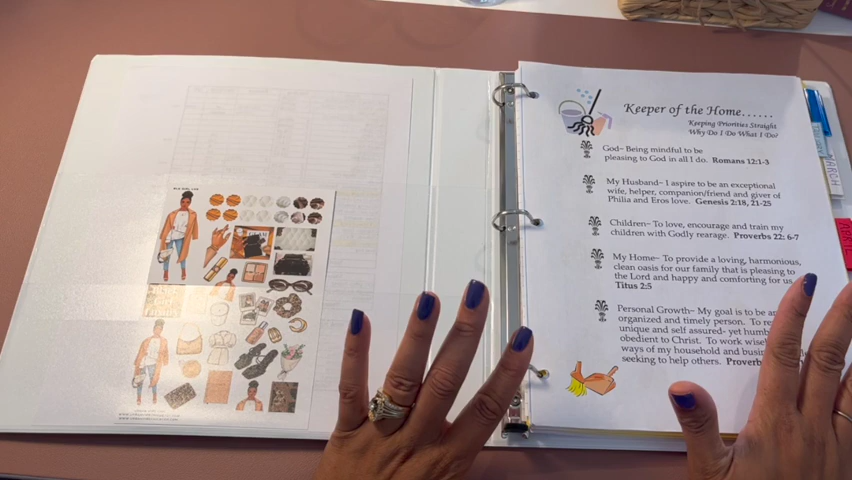 Keeper of the Home......
Keeping Priorities Straight
Why Do I Do What I Do?
God~ Being mindful to be
pleasing to God in all I do. Romans 12:1-3
My Husband~ I aspire to be an exceptional
wife, helper, companion/friend and giver of
Philia and Eros love. Genesis 2:18, 21-25
Children~ To love, encourage and train my
children with Godly rearage. Proverbs 22: 6-7
My Home~ To provide a loving, harmonious,
clean oasis for our family that is pleasing to
the Lord and happy and comforting for us.
Titus 2:5
Personal Growth~ My goal is to be an
organized and timely person. To
unique and self assured- yet
obedient to Christ. To work
ways of my household and
seeking to help others.
MARCH